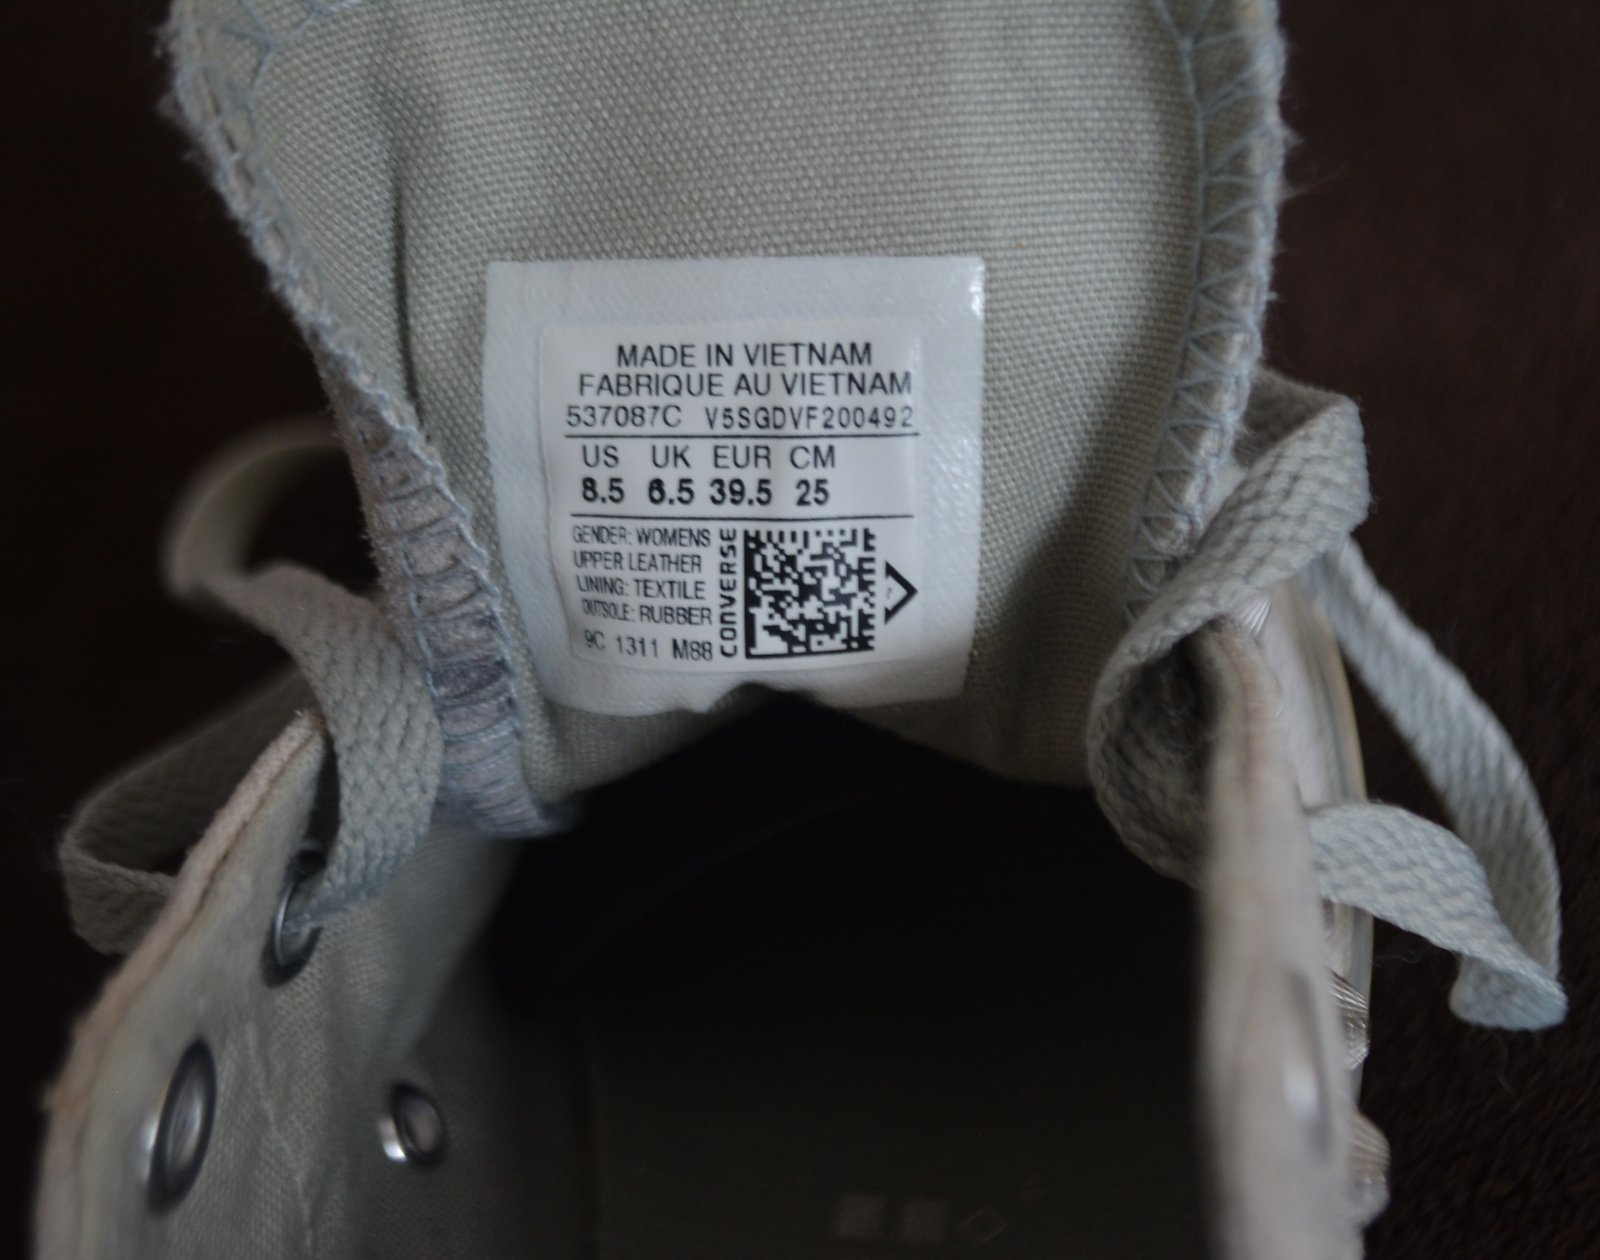 MADE IN VIETNAM
FABRIQUE AU VIETNAM
537087C V5SGDVF200492
US UK EUR CM
8.5 6.5 39.5 25
GENDER: WOMENS
UPPER LEATHER
LINING: TEXTILE
OUTSOLE: RUBBER
9C 1311 M88
CONVERSE